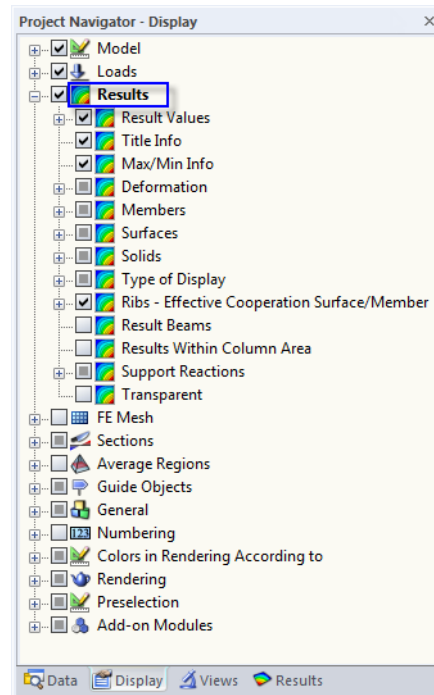 Project Navigator - Display
Model
Loads
Results
Result Values
Title Info
Max/Min Info
Deformation
Members
Surfaces
Solids
Type of Display
Ribs - Effective Cooperation Surface/Member
Result Beams
Results Within Column Area
Support Reactions
Transparent
FE Mesh
Sections
Average Regions
Guide Objects
General
123 Numbering
Colors in Rendering According to
Rendering
Preselection
Add-on Modules
Data Display Views Results